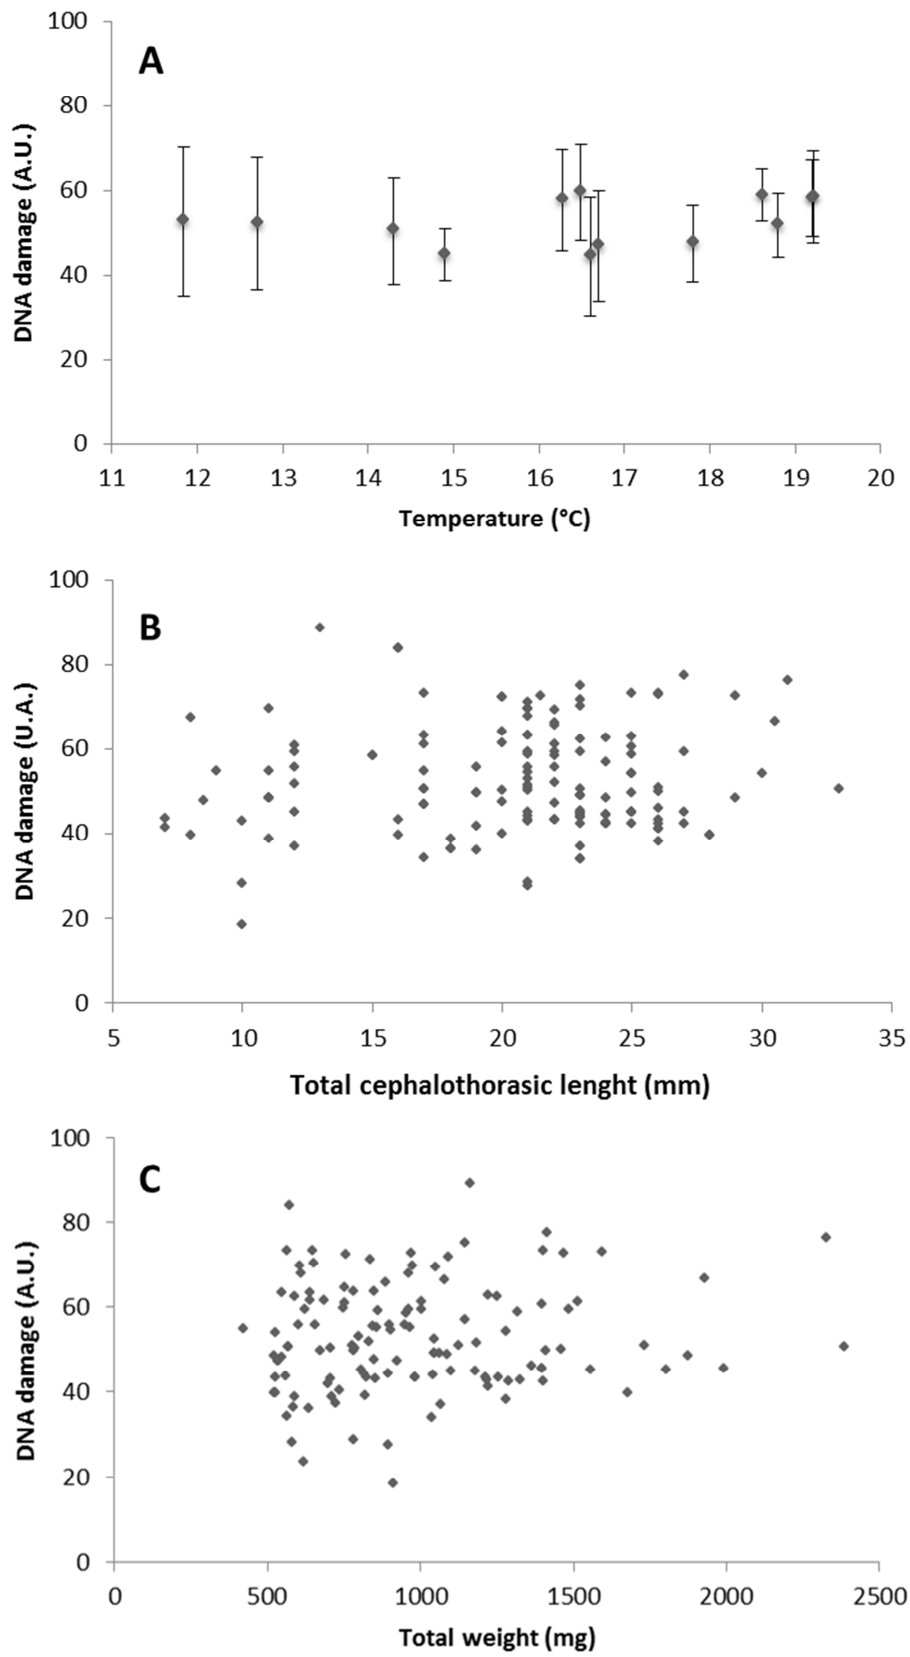 100
A
80
60
40
20
0
DNA damage (A.U.)
11 12 13 14 15 16 17 18 19 20
Temperature (°C)
100
B
80
60
40
20
0
DNA damage (U.A.)
5 10 15 20 25 30 35
Total cephalothorasic lenght (mm)
100
C
80
60
40
20
0
DNA damage (A.U.)
0 500 1000 1500 2000 2500
Total weight (mg)